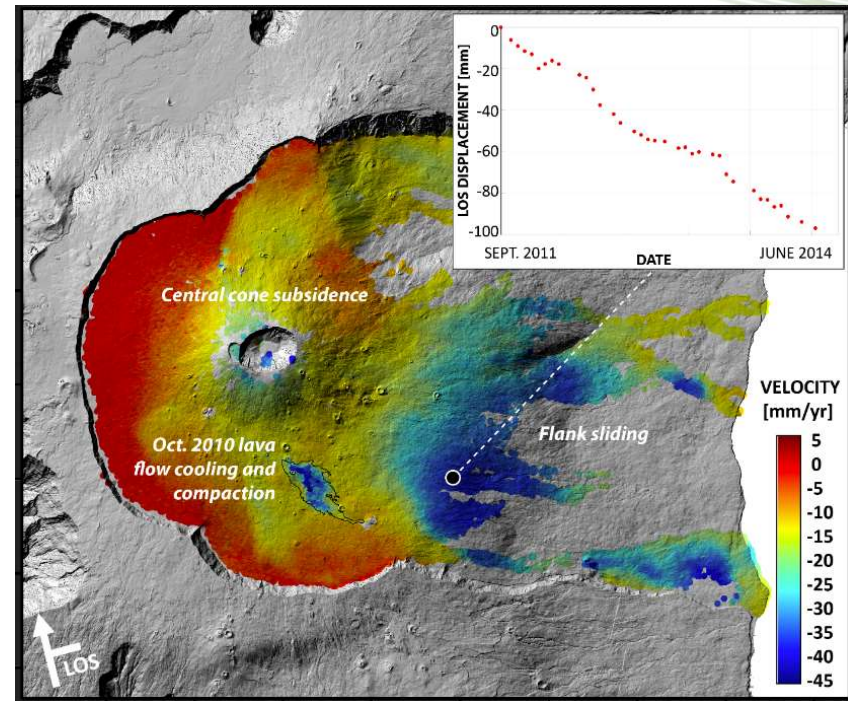 0
-20
-40
-60
-80
-100
LOS DISPLACEMENT [mm]
SEPT. 2011
DATE
JUNE 2014
Central cone subsidence
Oct. 2010 lava
flow cooling and
compaction
Flank sliding
VELOCITY
[mm/yr]
5
0
-5
-10
-15
-20
-25
-30
-35
-40
-45
LOS